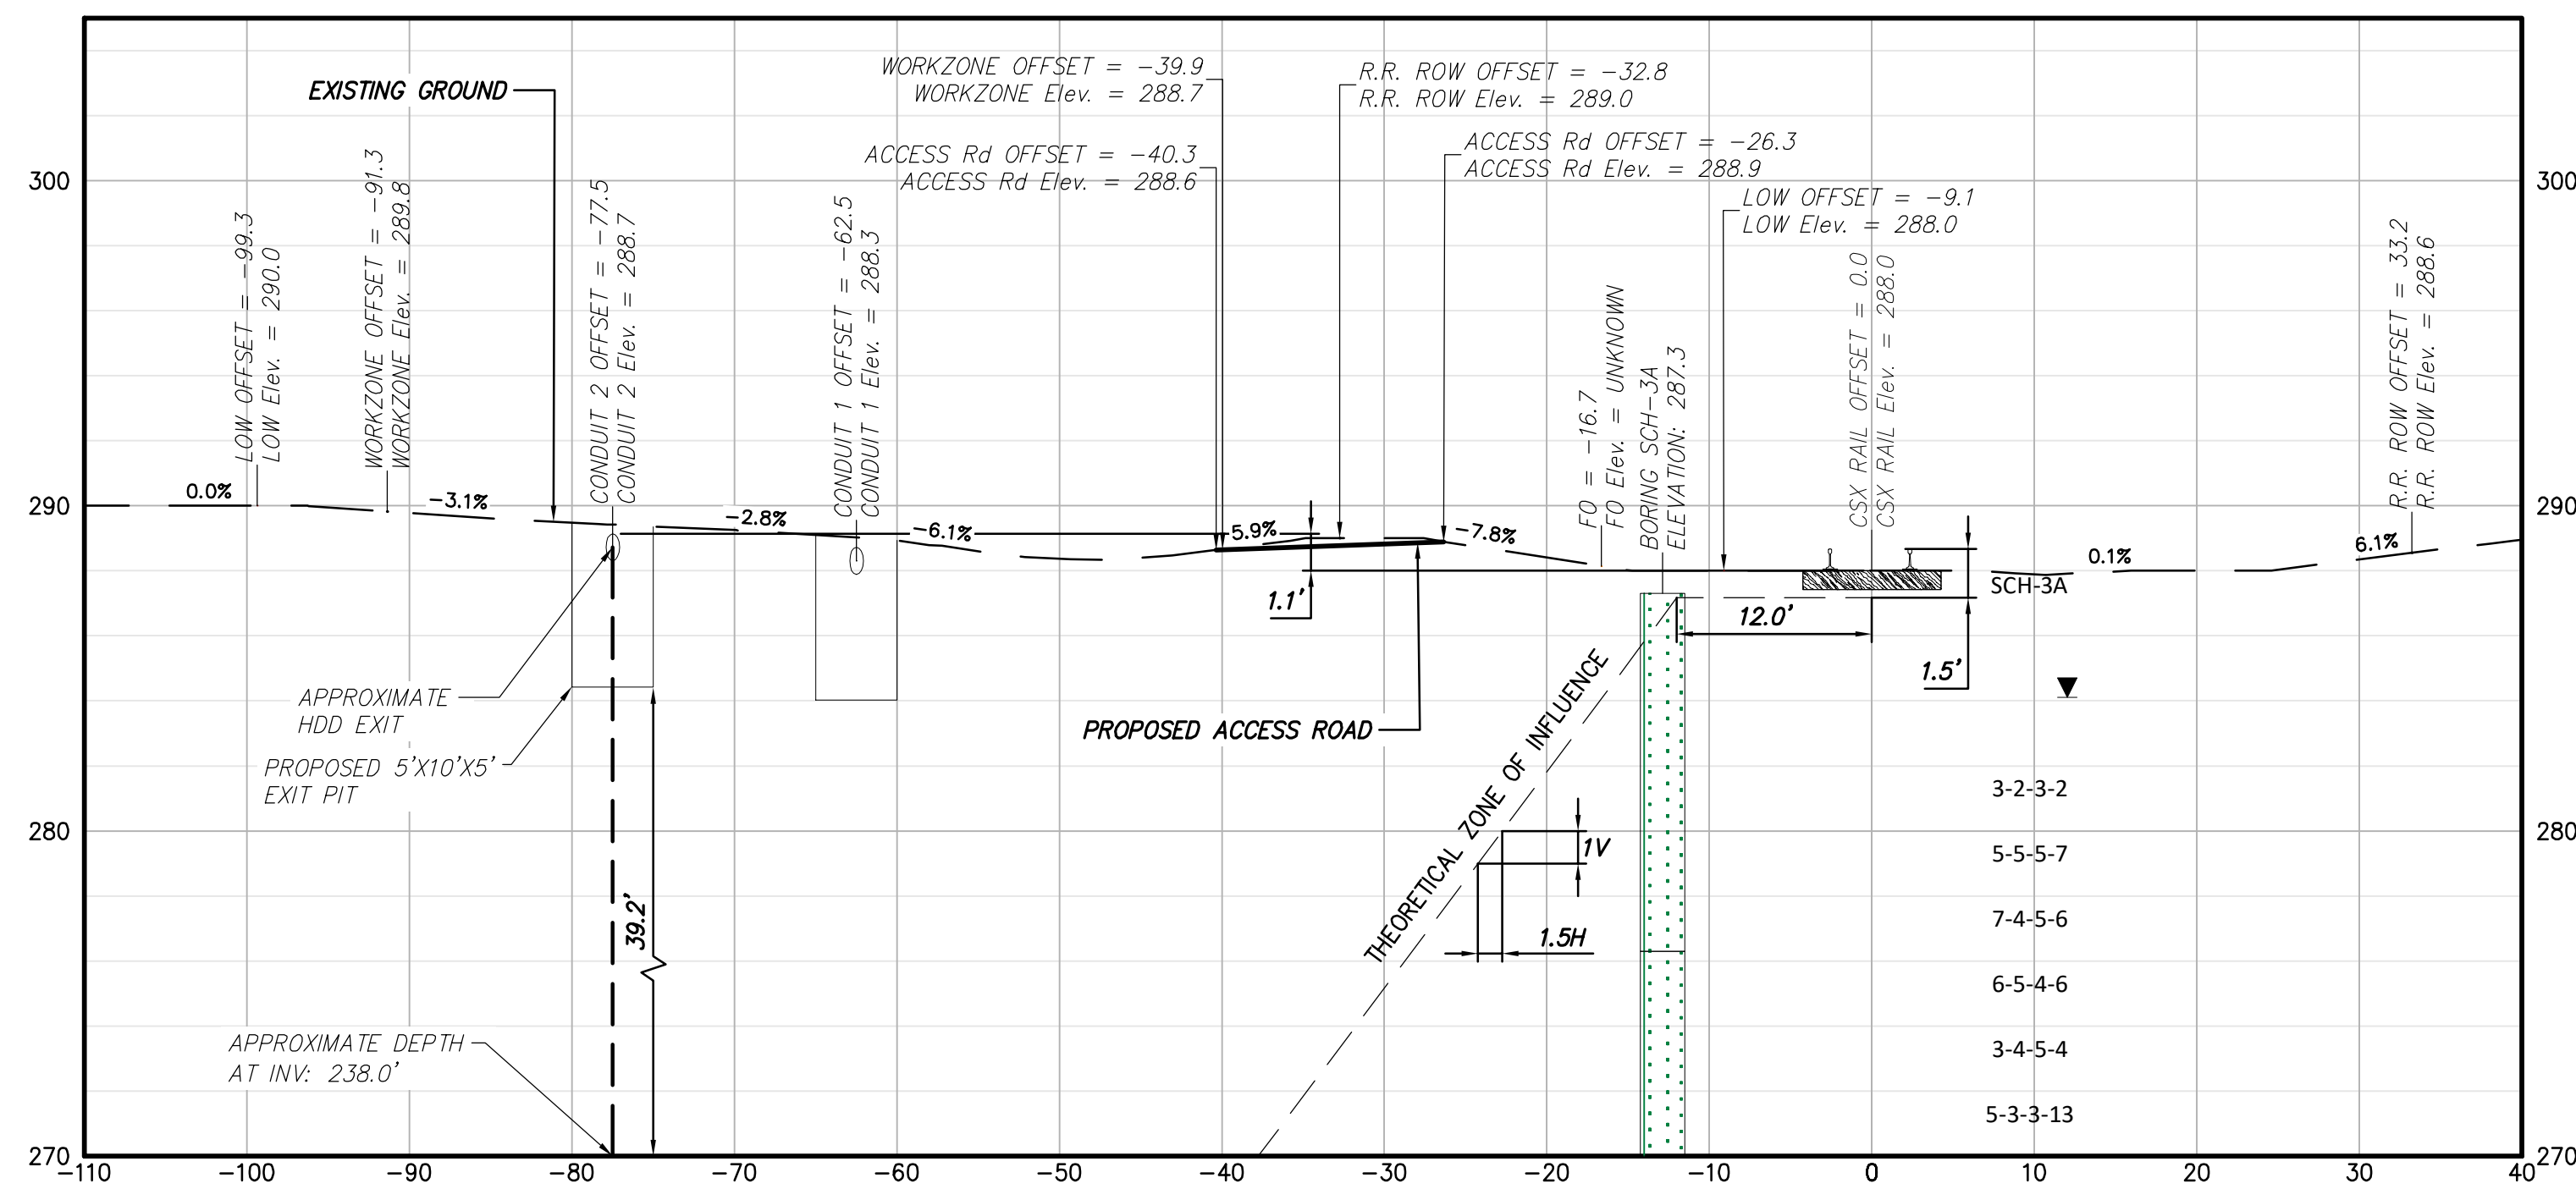 WORKZONE OFFSET = -39.9
WORKZONE Elev. = 288.7
R.R. ROW OFFSET = -32.8
R.R. ROW Elev. = 289.0
EXISTING GROUND
ACCESS Rd OFFSET = -40.3
ACCESS Rd Elev. = 288.6
ACCESS Rd OFFSET = -26.3
ACCESS Rd Elev. = 288.9
LOW OFFSET = -9.1
LOW Elev. = 288.0
300
300
LOW OFFSET = -99.3
LOW Elev. = 290.0
WORKZONE OFFSET = -91.3
WORKZONE Elev. = 289.8
CONDUIT 2 OFFSET = -77.5
CONDUIT 2 Elev. = 288.7
CONDUIT 1 OFFSET = -62.5
CONDUIT 1 Elev. = 288.3
FO = -16.7
FO Elev. = UNKNOWN
BORING SCH-3A
ELEVATION: 287.3
CSX RAIL OFFSET = 0.0
CSX RAIL Elev. = 288.0
R.R. ROW OFFSET = 33.2
R.R. ROW Elev. = 288.6
290
290
0.0%
-3.1%
-2.8%
-6.1%
5.9%
-7.8%
0.1%
6.1%
SCH-3A
1.1'
12.0'
1.5'
APPROXIMATE
HDD EXIT
PROPOSED ACCESS ROAD
PROPOSED 5'X10'X5'
EXIT PIT
THEORETICAL ZONE OF INFLUENCE
3-2-3-2
280
280
1V
5-5-5-7
39.2'
7-4-5-6
1.5H
6-5-4-6
APPROXIMATE DEPTH
AT INV: 238.0'
3-4-5-4
5-3-3-13
270
270
-110 -100 -90 -80 -70 -60 -50 -40 -30 -20 -10 0 10 20 30 40